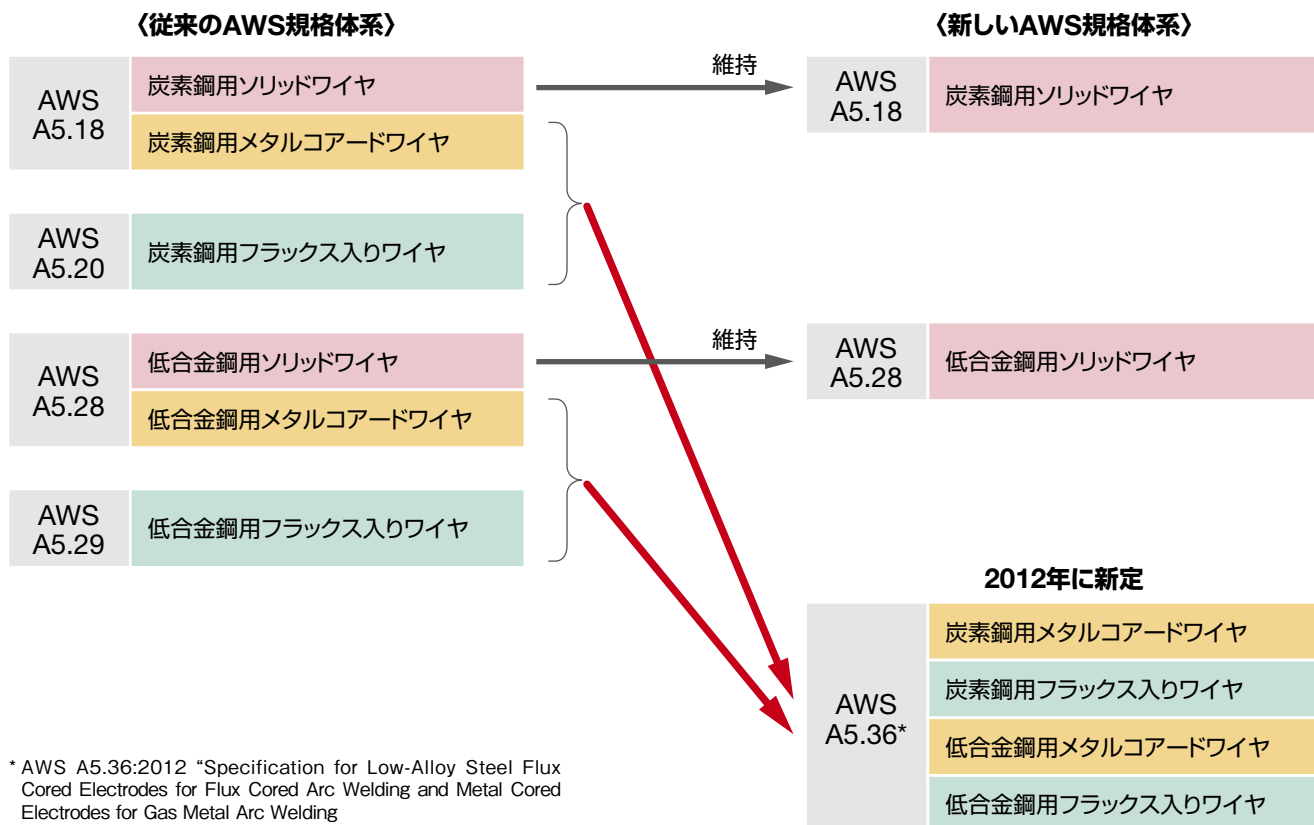 〈従来のAWS規格体系〉
AWS
A5.18
炭素鋼用ソリッドワイヤ
炭素鋼用メタルコアードワイヤ
AWS
A5.20
炭素鋼用フラックス入りワイヤ
AWS
A5.28
低合金鋼用ソリッドワイヤ
低合金鋼用メタルコアードワイヤ
AWS
A5.29
低合金鋼用フラックス入りワイヤ
維持
維持
〈新しいAWS規格体系〉
AWS
A5.18
炭素鋼用ソリッドワイヤ
AWS
A5.28
低合金鋼用ソリッドワイヤ
2012年に新定
AWS
A5.36*
炭素鋼用メタルコアードワイヤ
炭素鋼用フラックス入りワイヤ
低合金鋼用メタルコアードワイヤ
低合金鋼用フラックス入りワイヤ
* AWS A5.36:2012 “Specification for Low-Alloy Steel Flux
Cored Electrodes for Flux Cored Arc Welding and Metal Cored
Electrodes for Gas Metal Arc Welding